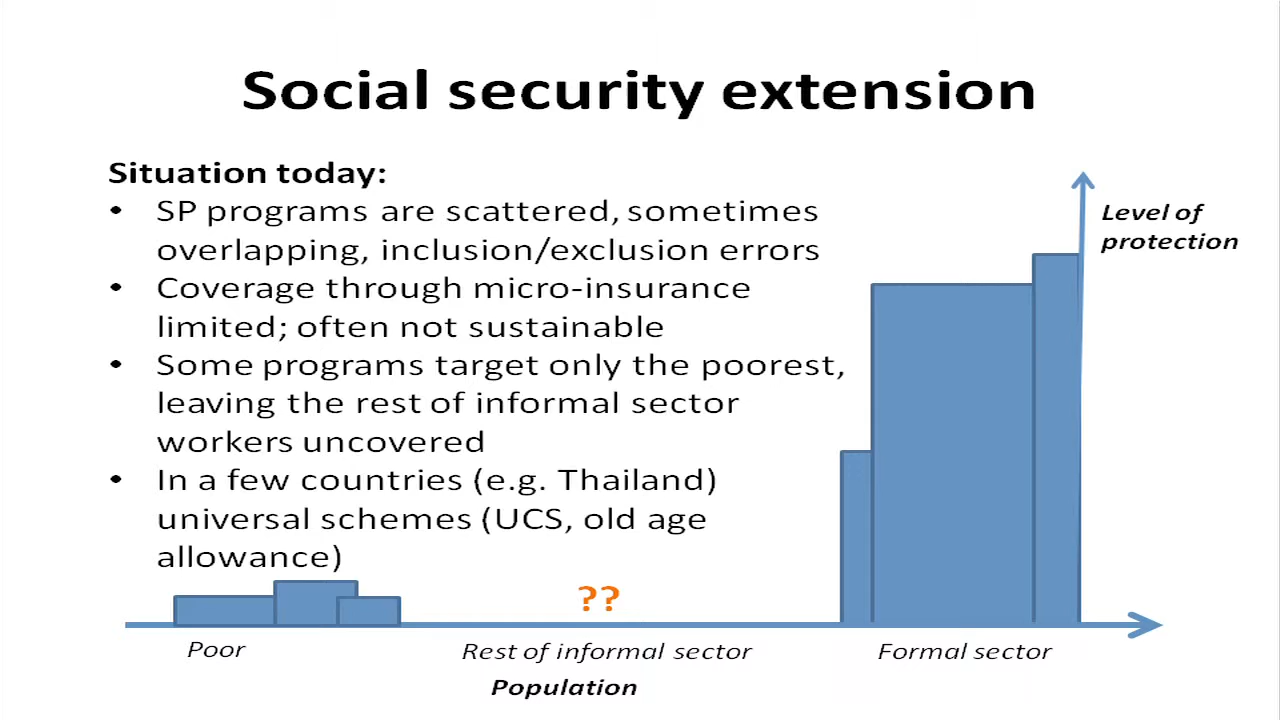 Social security extension
Situation today:
• SP programs are scattered, sometimes
overlapping, inclusion/exclusion errors
• Coverage through micro-insurance
limited; often not sustainable
• Some programs target only the poorest,
leaving the rest of informal sector
workers uncovered
• In a few countries (e.g. Thailand)
universal schemes (UCS, old age
allowance)
Level of
protection
??
Poor
Rest of informal sector
Formal sector
Population